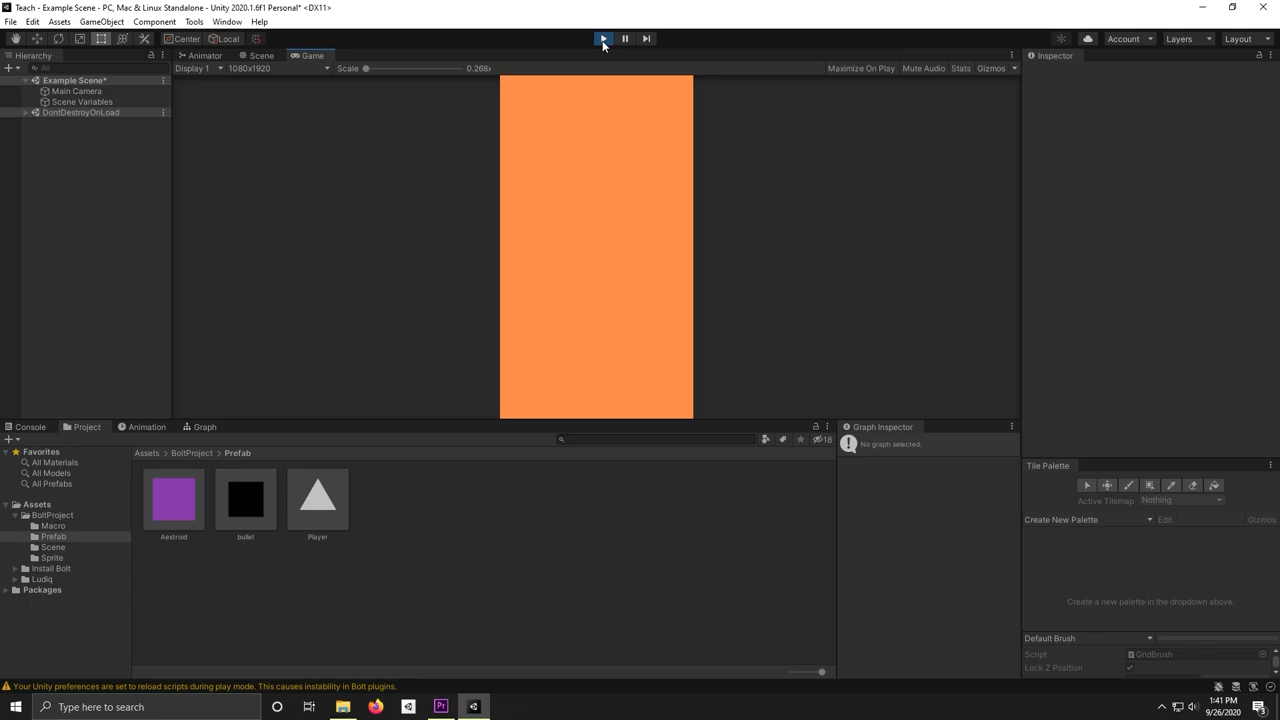 Teach - Example Scene - PC, Mac & Linux Standalone - Unity 2020.1.6f1 Personal* <DX11>
File Edit Assets GameObject Component Tools Window Help
Center Local Account Layers Layout
Hierarchy Animator Scene Game Inspector
All Display 1 1080x1920 Scale 0.268x Maximize On Play Mute Audio Stats Gizmos
Example Scene*
Main Camera
Scene Variables
DontDestroyOnLoad
Console Project Animation Graph Graph Inspector
18
No graph selected.
Favorites Assets > BoltProject > Prefab
All Materials
All Models
All Prefabs
Assets
BoltProject
Macro
Prefab
Scene
Sprite
Install Bolt
Ludiq
Packages
Aestroid bullet Player
Tile Palette
Active Tilemap Nothing
Create New Palette Edit Gizmos
Create a new palette in the dropdown above.
Default Brush
Script GridBrush
Lock Z Position
Your Unity preferences are set to reload scripts during play mode. This causes instability in Bolt plugins.
Type here to search
Pr
1:41 PM
9/26/2020
3